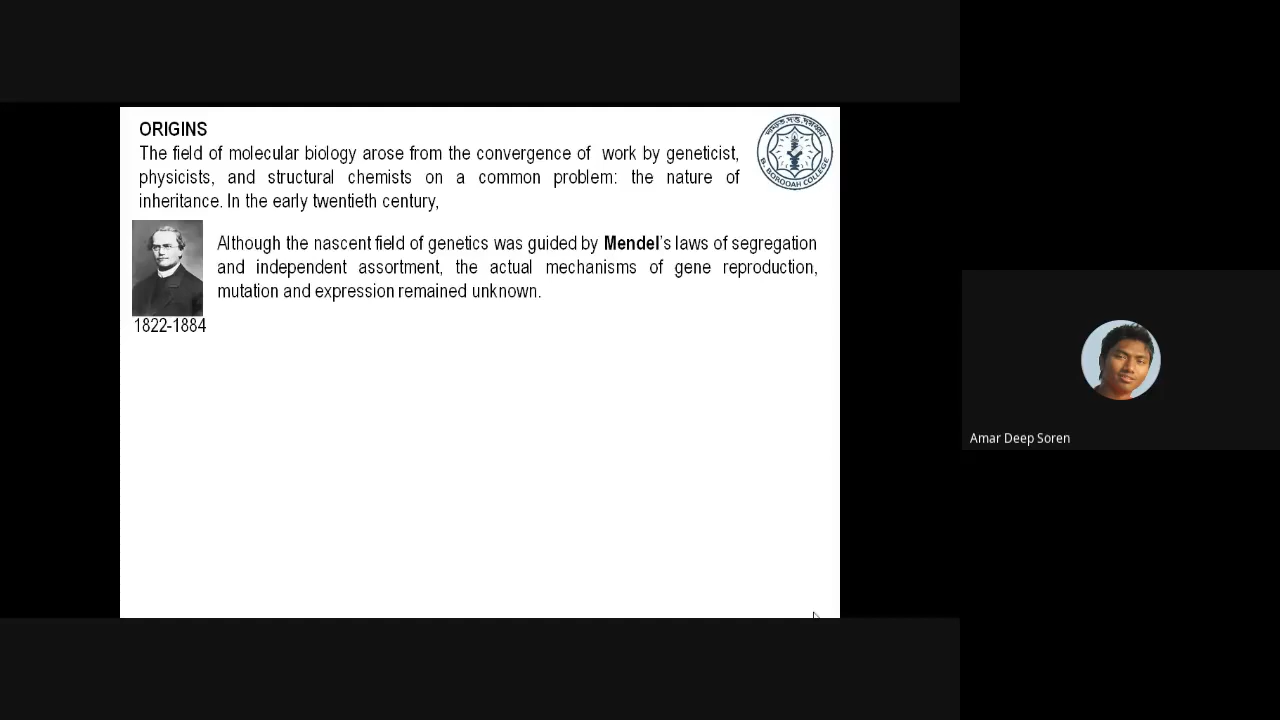 ORIGINS
The field of molecular biology arose from the convergence of work by geneticist,
physicists, and structural chemists on a common problem: the nature of
inheritance. In the early twentieth century,
B. BOROOAH COLLEGE
Although the nascent field of genetics was guided by Mendel's laws of segregation
and independent assortment, the actual mechanisms of gene reproduction,
mutation and expression remained unknown.
1822-1884
Amar Deep Soren